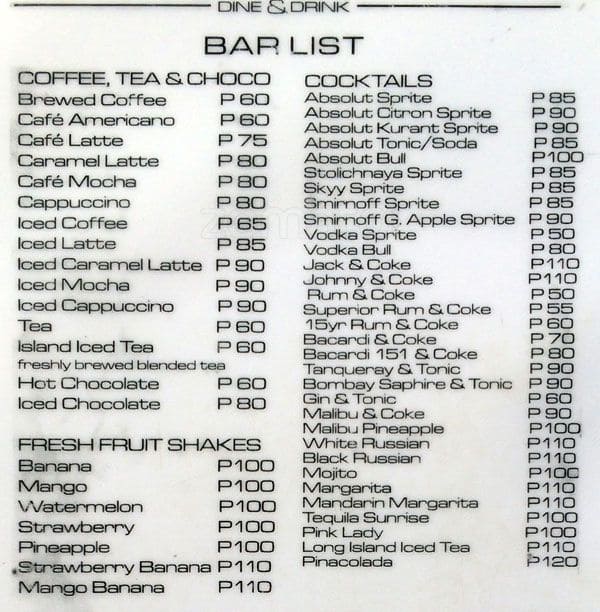 DINE & DRINK
BAR LIST
COFFEE, TEA & CHOCO
Brewed Coffee P 60
Café Americano P 60
Café Latte P 75
Caramel Latte P 80
Café Mocha P 80
Cappuccino P 80
Iced Coffee P 65
Iced Latte P 85
Iced Caramel Latte P 90
Iced Mocha P 90
Iced Cappuccino P 90
Tea P 60
Island Iced Tea P 60
freshly brewed blended tea
Hot Chocolate P 60
Iced Chocolate P 80
FRESH FRUIT SHAKES
Banana P100
Mango P100
Watermelon P100
Strawberry P100
Pineapple P100
Strawberry Banana P110
Mango Banana P110
COCKTAILS
Absolut Sprite P 85
Absolut Citron Sprite P 90
Absolut Kurant Sprite P 90
Absolut Tonic/Soda P 85
Absolut Bull P100
Stolichnaya Sprite P 85
Skyy Sprite P 85
Smirnoff Sprite P 85
Smirnoff G. Apple Sprite P 90
Vodka Sprite P 50
Vodka Bull P 80
Jack & Coke P110
Johnny & Coke P110
Rum & Coke P 50
Superior Rum & Coke P 55
15yr Rum & Coke P 60
Bacardi & Coke P 70
Bacardi 151 & Coke P 80
Tanqueray & Tonic P 90
Bombay Saphire & Tonic P 90
Gin & Tonic P 60
Malibu & Coke P 90
Malibu Pineapple P100
White Russian P110
Black Russian P110
Mojito P100
Margarita P110
Mandarin Margarita P110
Tequila Sunrise P100
Pink Lady P100
Long Island Iced Tea P110
Pinacolada P120